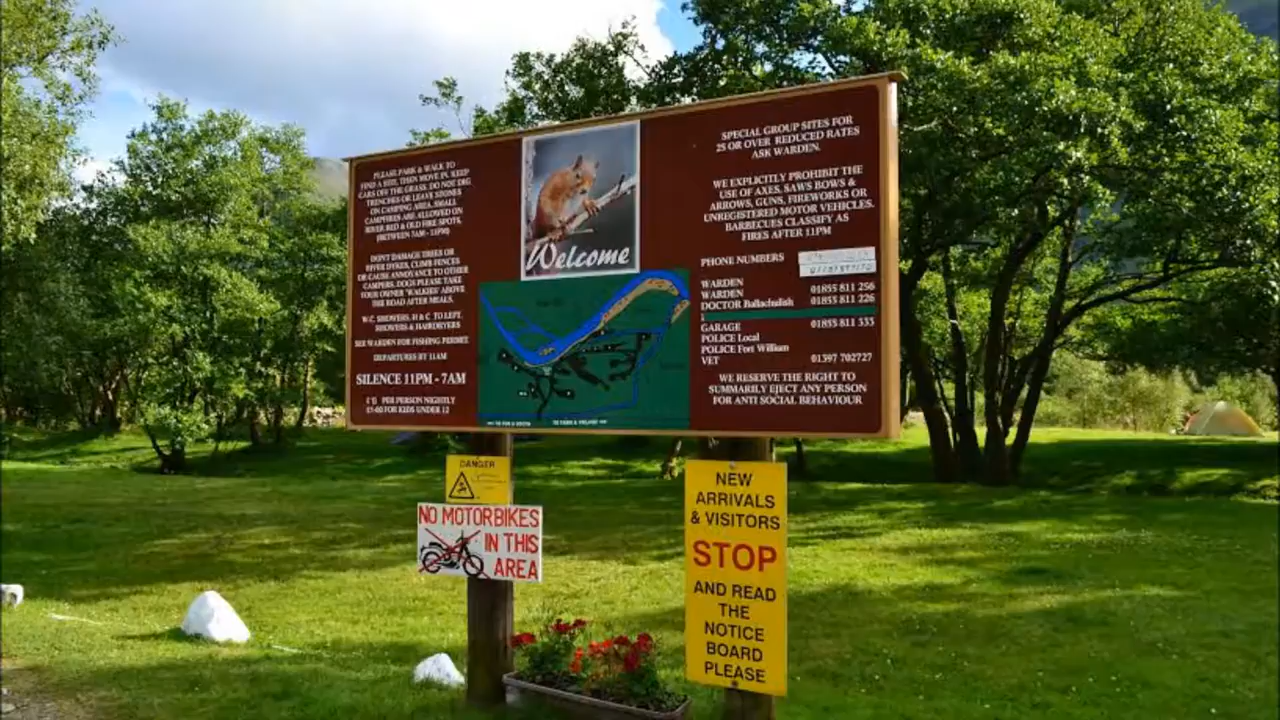 PLEASE PARK & WALK TO
FIND A SITE, THEN MOVE IN. KEEP
CARS OFF THE GRASS. DO NOT DIG
TRENCHES OR LEAVE STONES
ON CAMPING AREA. SMALL
CAMPFIRES ARE ALLOWED ON
RIVER BED & OLD FIRE SPOTS.
(BETWEEN 7AM - 11PM)
DON'T DAMAGE TREES OR
RIVER DYKES, CLIMB FENCES
OR CAUSE ANNOYANCE TO OTHER
CAMPERS. DOGS PLEASE TAKE
YOUR OWNER 'WALKIES' ABOVE
THE ROAD AFTER MEALS.
W.C. SHOWERS, H & C TO LEFT.
SHOWERS & HAIRDRYERS
SEE WARDEN FOR FISHING PERMIT
DEPARTURES BY 11AM
SILENCE 11PM - 7AM
PER PERSON NIGHTLY
FOR KIDS UNDER 12
Welcome
SPECIAL GROUP SITES FOR
25 OR OVER REDUCED RATES
ASK WARDEN.
WE EXPLICITLY PROHIBIT THE
USE OF AXES, SAWS BOWS &
ARROWS, GUNS, FIREWORKS OR
UNREGISTERED MOTOR VEHICLES.
BARBECUES CLASSIFY AS
FIRES AFTER 11PM
PHONE NUMBERS
WARDEN 01855 811 256
WARDEN 01855 811 226
DOCTOR Ballachulish
GARAGE 01855 811 333
POLICE Local
POLICE Fort William
VET 01397 702727
WE RESERVE THE RIGHT TO
SUMMARILY EJECT ANY PERSON
FOR ANTI SOCIAL BEHAVIOUR
DANGER
NO MOTORBIKES
IN THIS
AREA
NEW
ARRIVALS
& VISITORS
STOP
AND READ
THE
NOTICE
BOARD
PLEASE